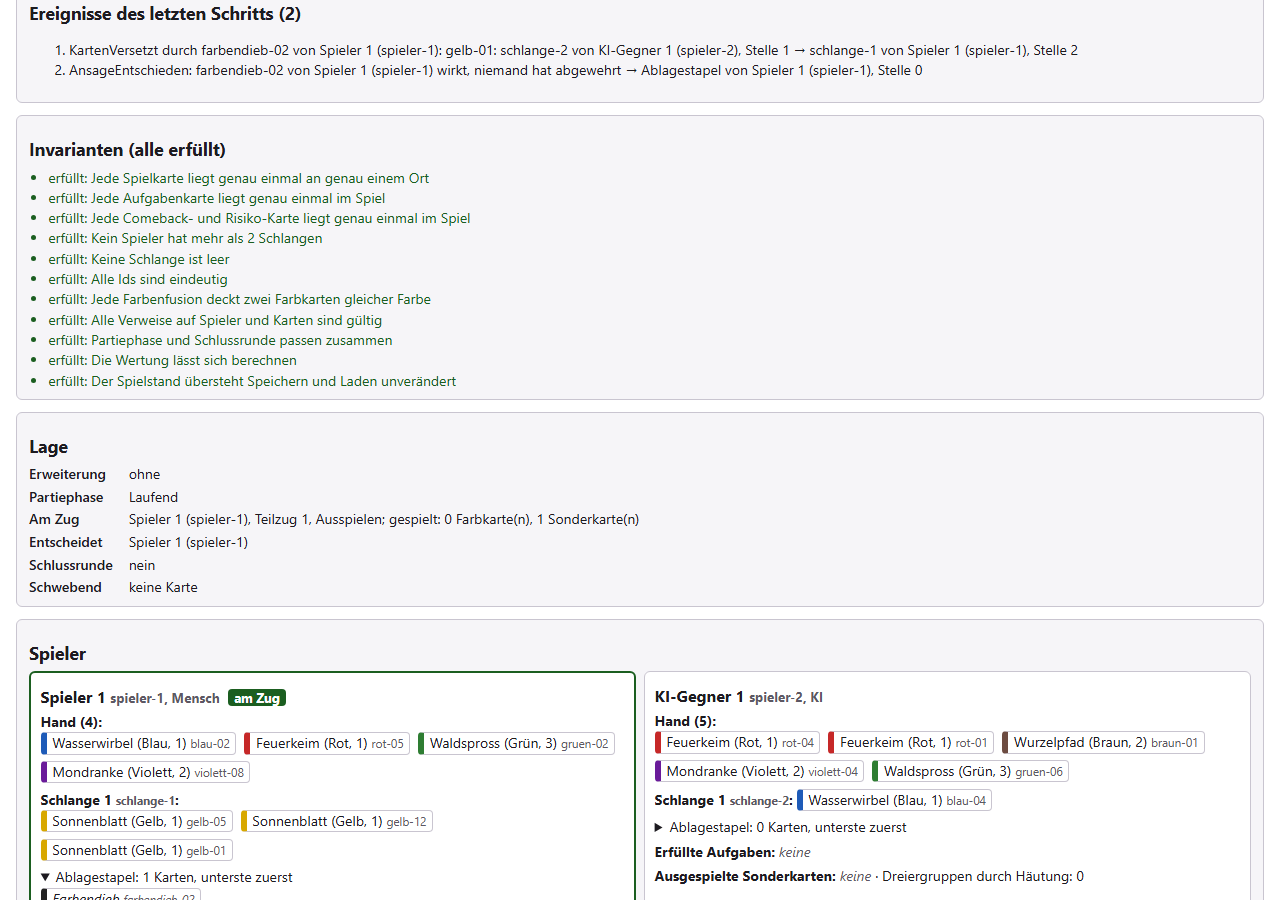 Ereignisse des letzten Schritts (2)
1. KartenVersetzt durch farbendieb-02 von Spieler 1 (spieler-1): gelb-01: schlange-2 von KI-Gegner 1 (spieler-2), Stelle 1 → schlange-1 von Spieler 1 (spieler-1), Stelle 2
2. AnsageEntschieden: farbendieb-02 von Spieler 1 (spieler-1) wirkt, niemand hat abgewehrt → Ablagestapel von Spieler 1 (spieler-1), Stelle 0
Invarianten (alle erfüllt)
• erfüllt: Jede Spielkarte liegt genau einmal an genau einem Ort
• erfüllt: Jede Aufgabenkarte liegt genau einmal im Spiel
• erfüllt: Jede Comeback- und Risiko-Karte liegt genau einmal im Spiel
• erfüllt: Kein Spieler hat mehr als 2 Schlangen
• erfüllt: Keine Schlange ist leer
• erfüllt: Alle Ids sind eindeutig
• erfüllt: Jede Farbenfusion deckt zwei Farbkarten gleicher Farbe
• erfüllt: Alle Verweise auf Spieler und Karten sind gültig
• erfüllt: Partiephase und Schlussrunde passen zusammen
• erfüllt: Die Wertung lässt sich berechnen
• erfüllt: Der Spielstand übersteht Speichern und Laden unverändert
Lage
Erweiterung ohne
Partiephase Laufend
Am Zug Spieler 1 (spieler-1), Teilzug 1, Ausspielen; gespielt: 0 Farbkarte(n), 1 Sonderkarte(n)
Entscheidet Spieler 1 (spieler-1)
Schlussrunde nein
Schwebend keine Karte
Spieler
Spieler 1 spieler-1, Mensch am Zug
Hand (4):
Wasserwirbel (Blau, 1) blau-02 Feuerkeim (Rot, 1) rot-05 Waldspross (Grün, 3) gruen-02
Mondranke (Violett, 2) violett-08
Schlange 1 schlange-1:
Sonnenblatt (Gelb, 1) gelb-05 Sonnenblatt (Gelb, 1) gelb-12
Sonnenblatt (Gelb, 1) gelb-01
▼ Ablagestapel: 1 Karten, unterste zuerst
Farbendieb farbendieb-02
KI-Gegner 1 spieler-2, KI
Hand (5):
Feuerkeim (Rot, 1) rot-04 Feuerkeim (Rot, 1) rot-01 Wurzelpfad (Braun, 2) braun-01
Mondranke (Violett, 2) violett-04 Waldspross (Grün, 3) gruen-06
Schlange 1 schlange-2: Wasserwirbel (Blau, 1) blau-04
▶ Ablagestapel: 0 Karten, unterste zuerst
Erfüllte Aufgaben: keine
Ausgespielte Sonderkarten: keine · Dreiergruppen durch Häutung: 0